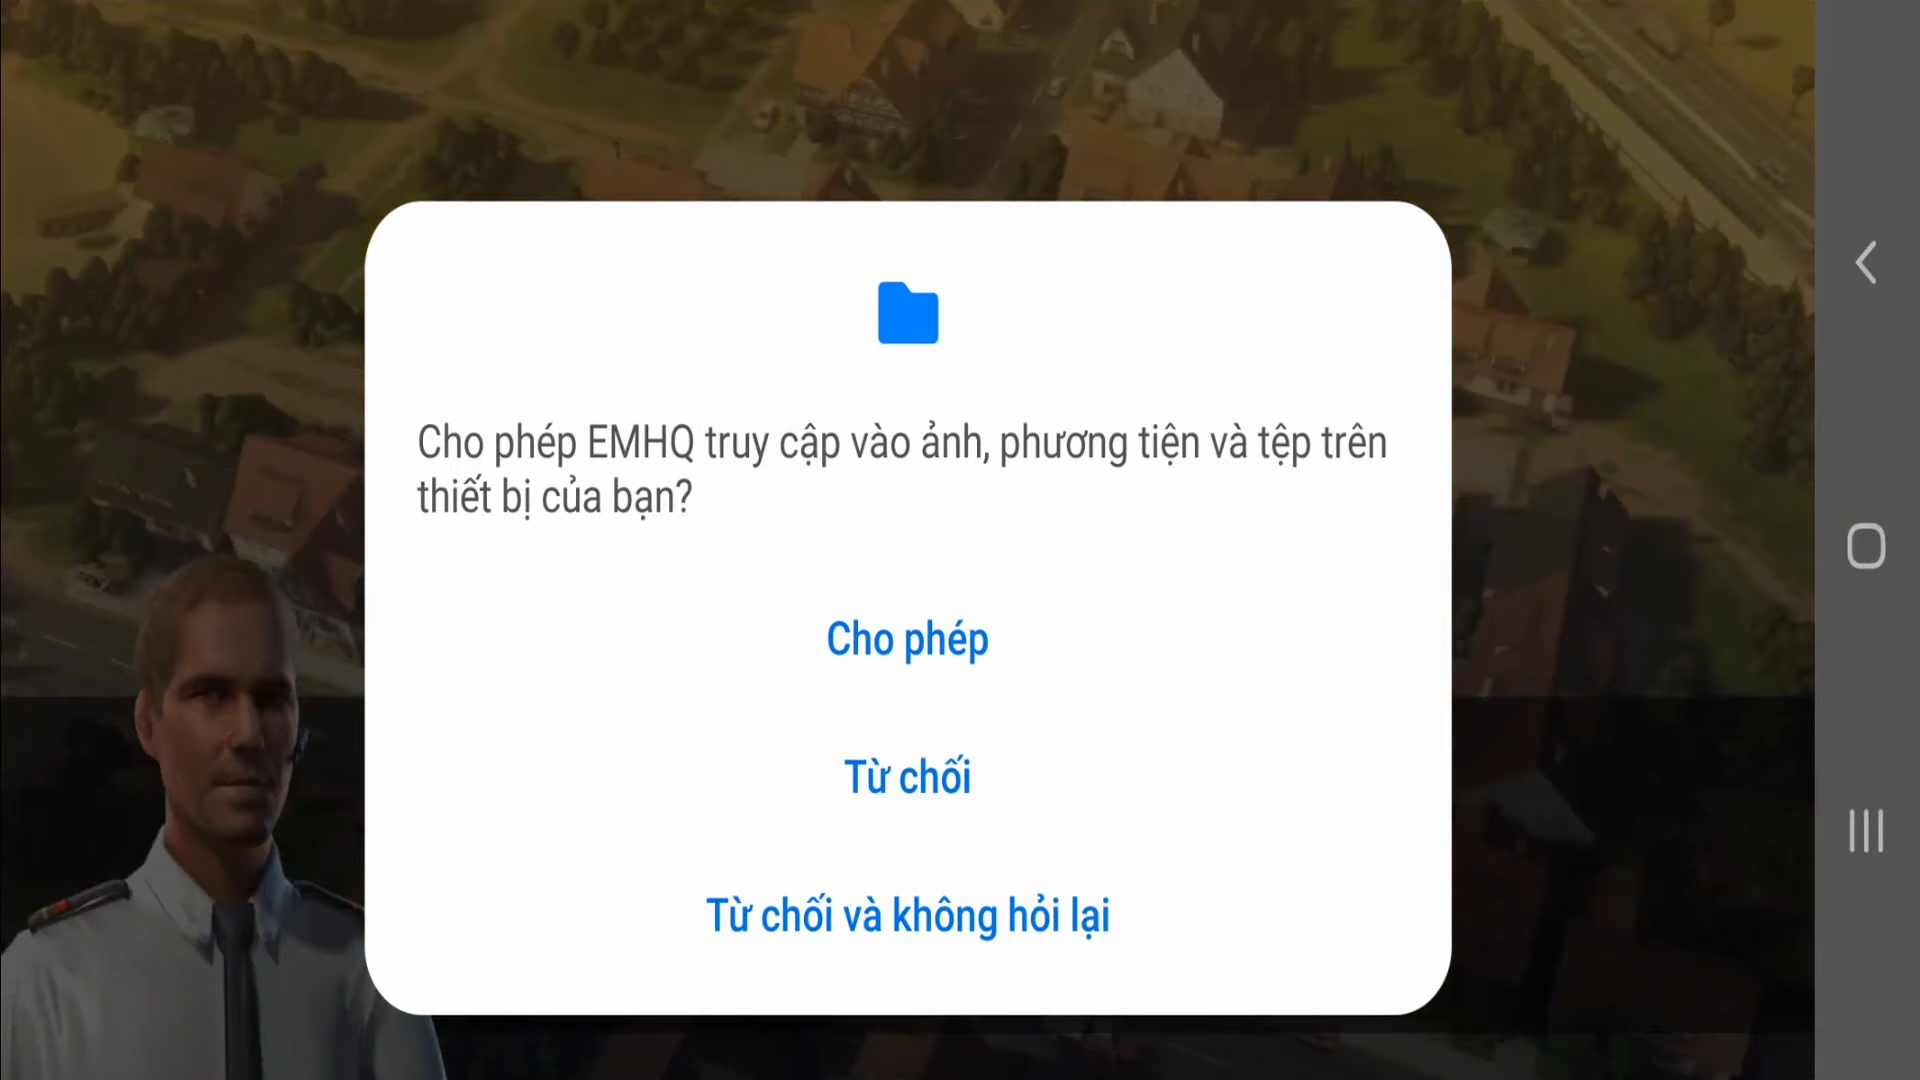 Cho phép EMHQ truy cập vào ảnh, phương tiện và tệp trên
thiết bị của bạn?
Cho phép
Từ chối
Từ chối và không hỏi lại